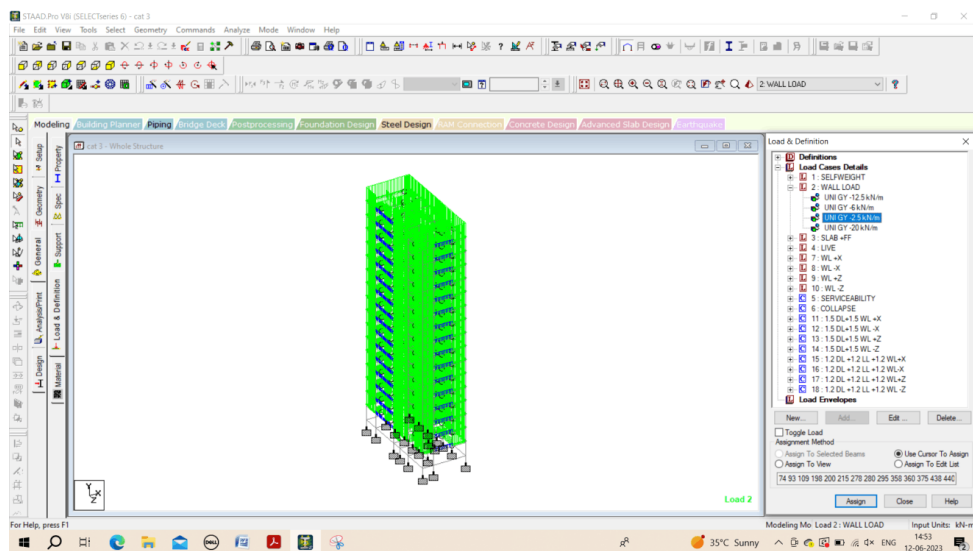 STAAD.Pro V8i (SELECTseries 6) - cat 3
File Edit View Tools Select Geometry Commands Analyze Mode Window Help
2: WALL LOAD
Modeling Building Planner Piping Bridge Deck Postprocessing Foundation Design Steel Design RAM Connection Concrete Design Advanced Slab Design Earthquake
cat 3 - Whole Structure
Setup
Geometry
General
Analysis/Print
Design
Property
Spec
Support
Load & Definition
Material
Y
X
Z
Load 2
Load & Definition
Definitions
Load Cases Details
1 : SELFWEIGHT
2 : WALL LOAD
UNI GY -12.5 kN/m
UNI GY -6 kN/m
UNI GY -2.5 kN/m
UNI GY -20 kN/m
3 : SLAB +FF
4 : LIVE
7 : WL +X
8 : WL -X
9 : WL +Z
10 : WL -Z
5 : SERVICEABILITY
6 : COLLAPSE
11 : 1.5 DL+1.5 WL +X
12 : 1.5 DL+1.5 WL -X
13 : 1.5 DL+1.5 WL +Z
14 : 1.5 DL+1.5 WL -Z
15 : 1.2 DL +1.2 LL +1.2 WL+X
16 : 1.2 DL +1.2 LL +1.2 WL-X
17 : 1.2 DL +1.2 LL +1.2 WL+Z
18 : 1.2 DL +1.2 LL +1.2 WL -Z
Load Envelopes
New... Add... Edit ... Delete...
Toggle Load
Assignment Method
Assign To Selected Beams Use Cursor To Assign
Assign To View Assign To Edit List
74 93 109 198 200 215 278 280 295 358 360 375 438 440
Assign Close Help
For Help, press F1
Modeling Mo Load 2 : WALL LOAD Input Units: kN-m
35°C Sunny ENG 14:53
12-06-2023